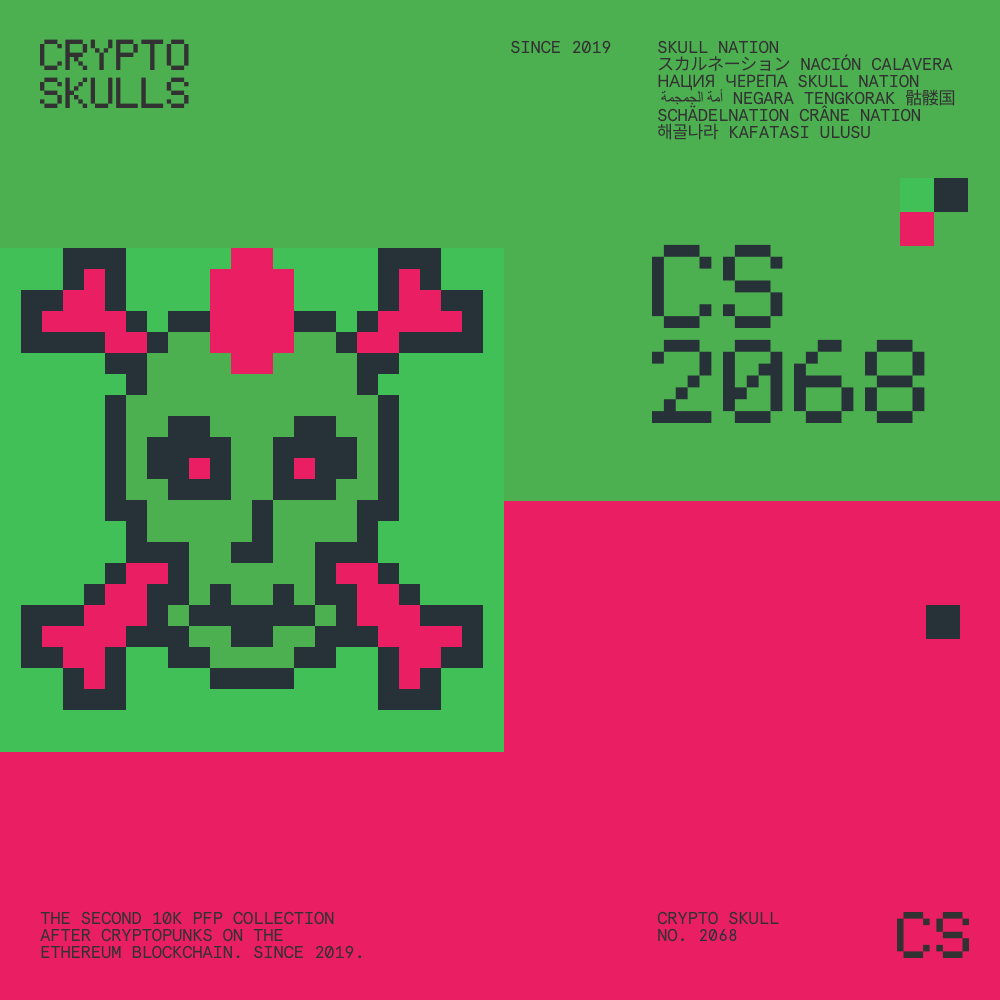 CRYPTO
SKULLS
SINCE 2019
SKULL NATION
スカルネーション NACIÓN CALAVERA
НАЦИЯ ЧЕРЕПА SKULL NATION
أمة الجمجمة NEGARA TENGKORAK 骷髅国
SCHÄDELNATION CRÂNE NATION
해골나라 KAFATASI ULUSU
CS
2068
THE SECOND 10K PFP COLLECTION
AFTER CRYPTOPUNKS ON THE
ETHEREUM BLOCKCHAIN. SINCE 2019.
CRYPTO SKULL
NO. 2068
CS